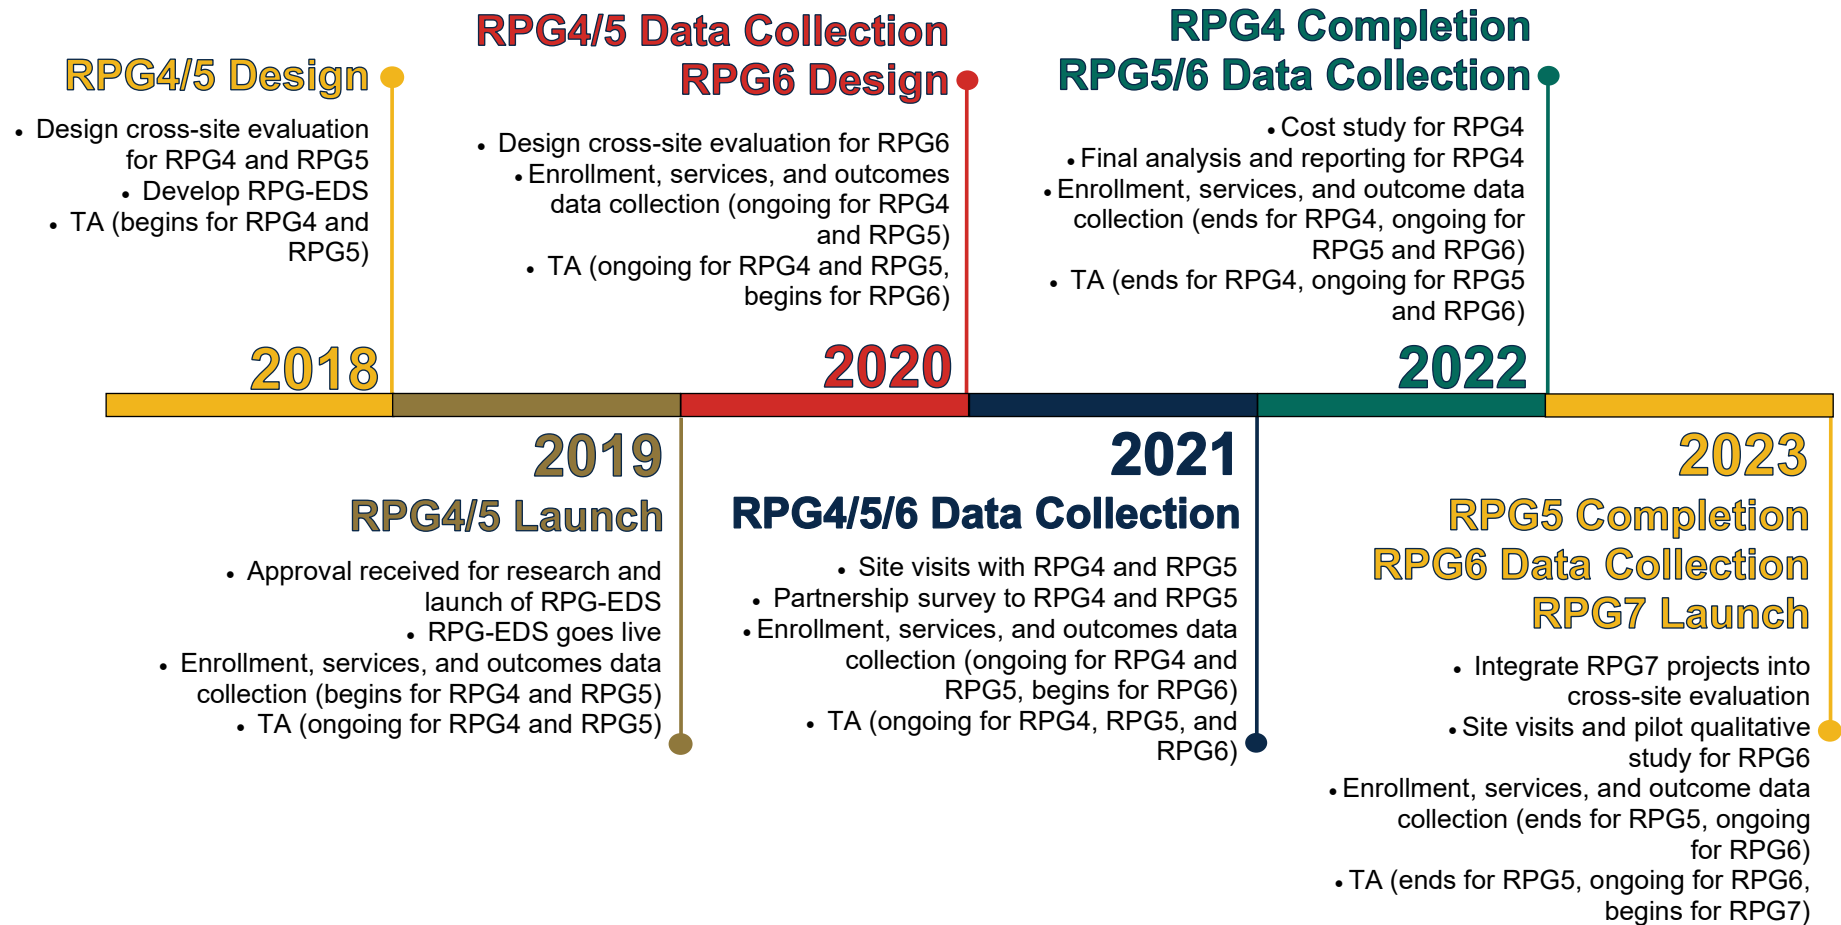 RPG4/5 Design
• Design cross-site evaluation
for RPG4 and RPG5
• Develop RPG-EDS
• TA (begins for RPG4 and
RPG5)
2018
2019
RPG4/5 Launch
• Approval received for research and
launch of RPG-EDS
• RPG-EDS goes live
• Enrollment, services, and outcomes data
collection (begins for RPG4 and RPG5)
• TA (ongoing for RPG4 and RPG5)
RPG4/5 Data Collection
RPG6 Design
• Design cross-site evaluation for RPG6
• Enrollment, services, and outcomes
data collection (ongoing for RPG4
and RPG5)
• TA (ongoing for RPG4 and RPG5,
begins for RPG6)
2020
2021
RPG4/5/6 Data Collection
• Site visits with RPG4 and RPG5
• Partnership survey to RPG4 and RPG5
• Enrollment, services, and outcomes data
collection (ongoing for RPG4 and
RPG5, begins for RPG6)
• TA (ongoing for RPG4, RPG5, and
RPG6)
RPG4 Completion
RPG5/6 Data Collection
• Cost study for RPG4
• Final analysis and reporting for RPG4
• Enrollment, services, and outcome data
collection (ends for RPG4, ongoing for
RPG5 and RPG6)
• TA (ends for RPG4, ongoing for RPG5
and RPG6)
2022
2023
RPG5 Completion
RPG6 Data Collection
RPG7 Launch
• Integrate RPG7 projects into
cross-site evaluation
• Site visits and pilot qualitative
study for RPG6
• Enrollment, services, and outcome data
collection (ends for RPG5, ongoing
for RPG6)
• TA (ends for RPG5, ongoing for RPG6,
begins for RPG7)